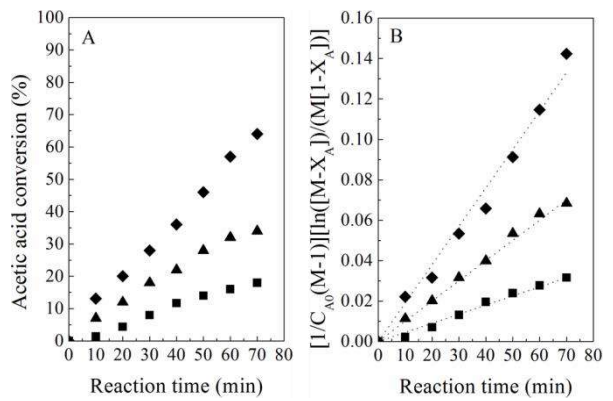 A
Acetic acid conversion (%)
100
90
80
70
60
50
40
30
20
10
0
0 10 20 30 40 50 60 70 80
Reaction time (min)
B
[1/C_A0(M-1)][ln([M-X_A])/(M[1-X_A])]
0.16
0.14
0.12
0.10
0.08
0.06
0.04
0.02
0.00
0 10 20 30 40 50 60 70 80
Reaction time (min)